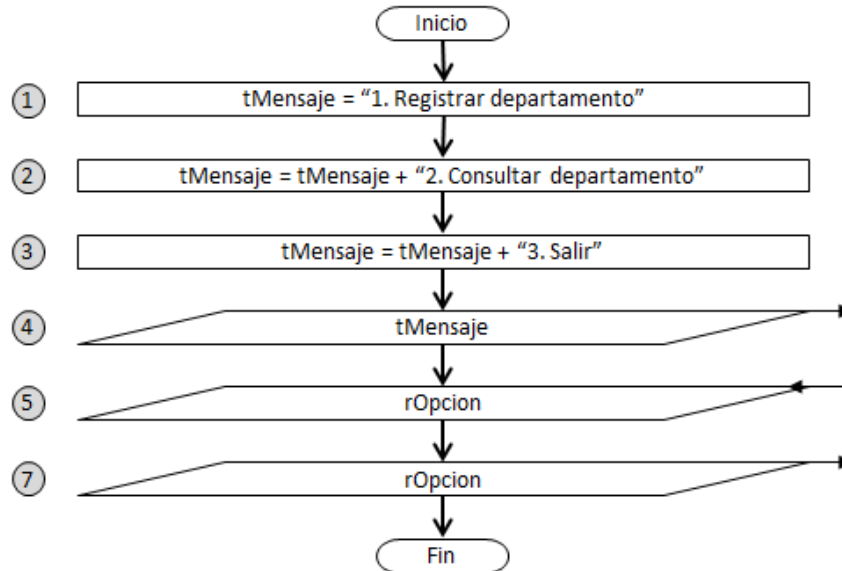 Inicio
1 tMensaje = “1. Registrar departamento”
2 tMensaje = tMensaje + “2. Consultar departamento”
3 tMensaje = tMensaje + “3. Salir”
4 tMensaje
5 rOpcion
7 rOpcion
Fin